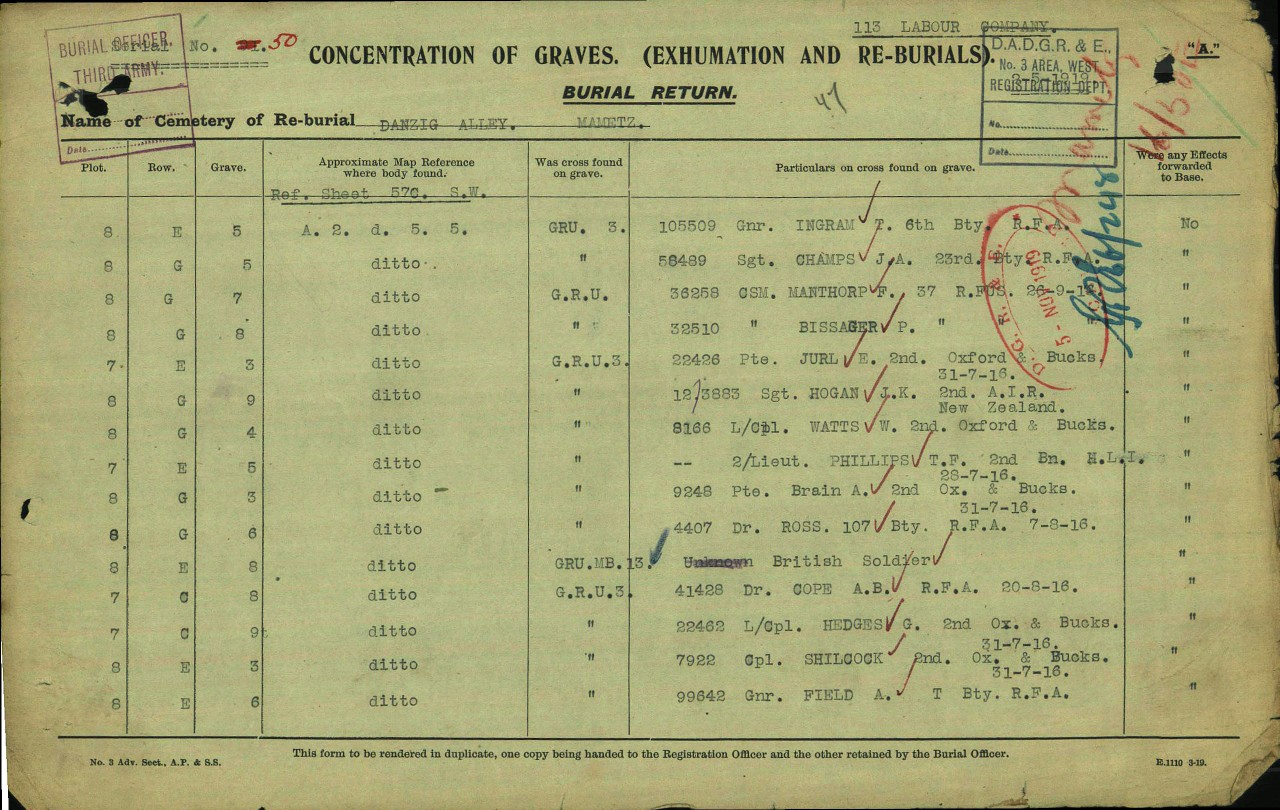 113 LABOUR COMPANY.
Serial No. 50
BURIAL OFFICER, THIRD ARMY.
Date
CONCENTRATION OF GRAVES. (EXHUMATION AND RE-BURIALS).
"A."
D.A.D.G.R. & E.,
No. 3 AREA, WEST
2-5-1919
REGISTRATION DEPT.
No.
Date
BURIAL RETURN.
47
Name of Cemetery of Re-burial DANZIG ALLEY. MAMETZ.
Plot. Row. Grave. Approximate Map Reference where body found. Was cross found on grave. Particulars on cross found on grave. Were any Effects forwarded to Base.
Ref. Sheet 57C. S.W.
8 E 5 A. 2. d. 5. 5. GRU. 3. 105509 Gnr. INGRAM T. 6th Bty. R.F.A. No
8 G 5 ditto " 56489 Sgt. CHAMPS J.A. 23rd. Bty. R.F.A. "
8 G 7 ditto G.R.U. 36258 CSM. MANTHORP F. 37 R.FUS. "
8 G 8 ditto " 32510 " BISSAGER P. " " "
7 E 3 ditto G.R.U.3. 22426 Pte. JURL E. 2nd. Oxford & Bucks. "
31-7-16.
8 G 9 ditto " 12/3883 Sgt. HOGAN J.K. 2nd. A.I.R. "
New Zealand.
8 G 4 ditto " 8166 L/Cpl. WATTS W. 2nd. Oxford & Bucks. "
7 E 5 ditto " -- 2/Lieut. PHILLIPS T.F. 2nd Bn. H.L.I. "
28-7-16.
8 G 3 ditto " 9248 Pte. Brain A. 2nd Ox. & Bucks. "
31-7-16.
8 G 6 ditto " 4407 Dr. ROSS. 107 Bty. R.F.A. 7-8-16. "
8 E 8 ditto GRU.MB.13. Unknown British Soldier "
7 C 8 ditto G.R.U.3. 41428 Dr. COPE A.B. R.F.A. 20-8-16. "
7 C 9 ditto " 22462 L/Cpl. HEDGES G. 2nd Ox. & Bucks. "
31-7-16.
8 E 3 ditto " 7922 Cpl. SHILCOCK 2nd. Ox. & Bucks. "
31-7-16.
8 E 6 ditto " 99642 Gnr. FIELD A. T Bty. R.F.A. "
D.G.R. & E.
5 - NOV 1919
This form to be rendered in duplicate, one copy being handed to the Registration Officer and the other retained by the Burial Officer.
No. 3 Adv. Sect., A.P. & S.S.
E.1110 3-19.